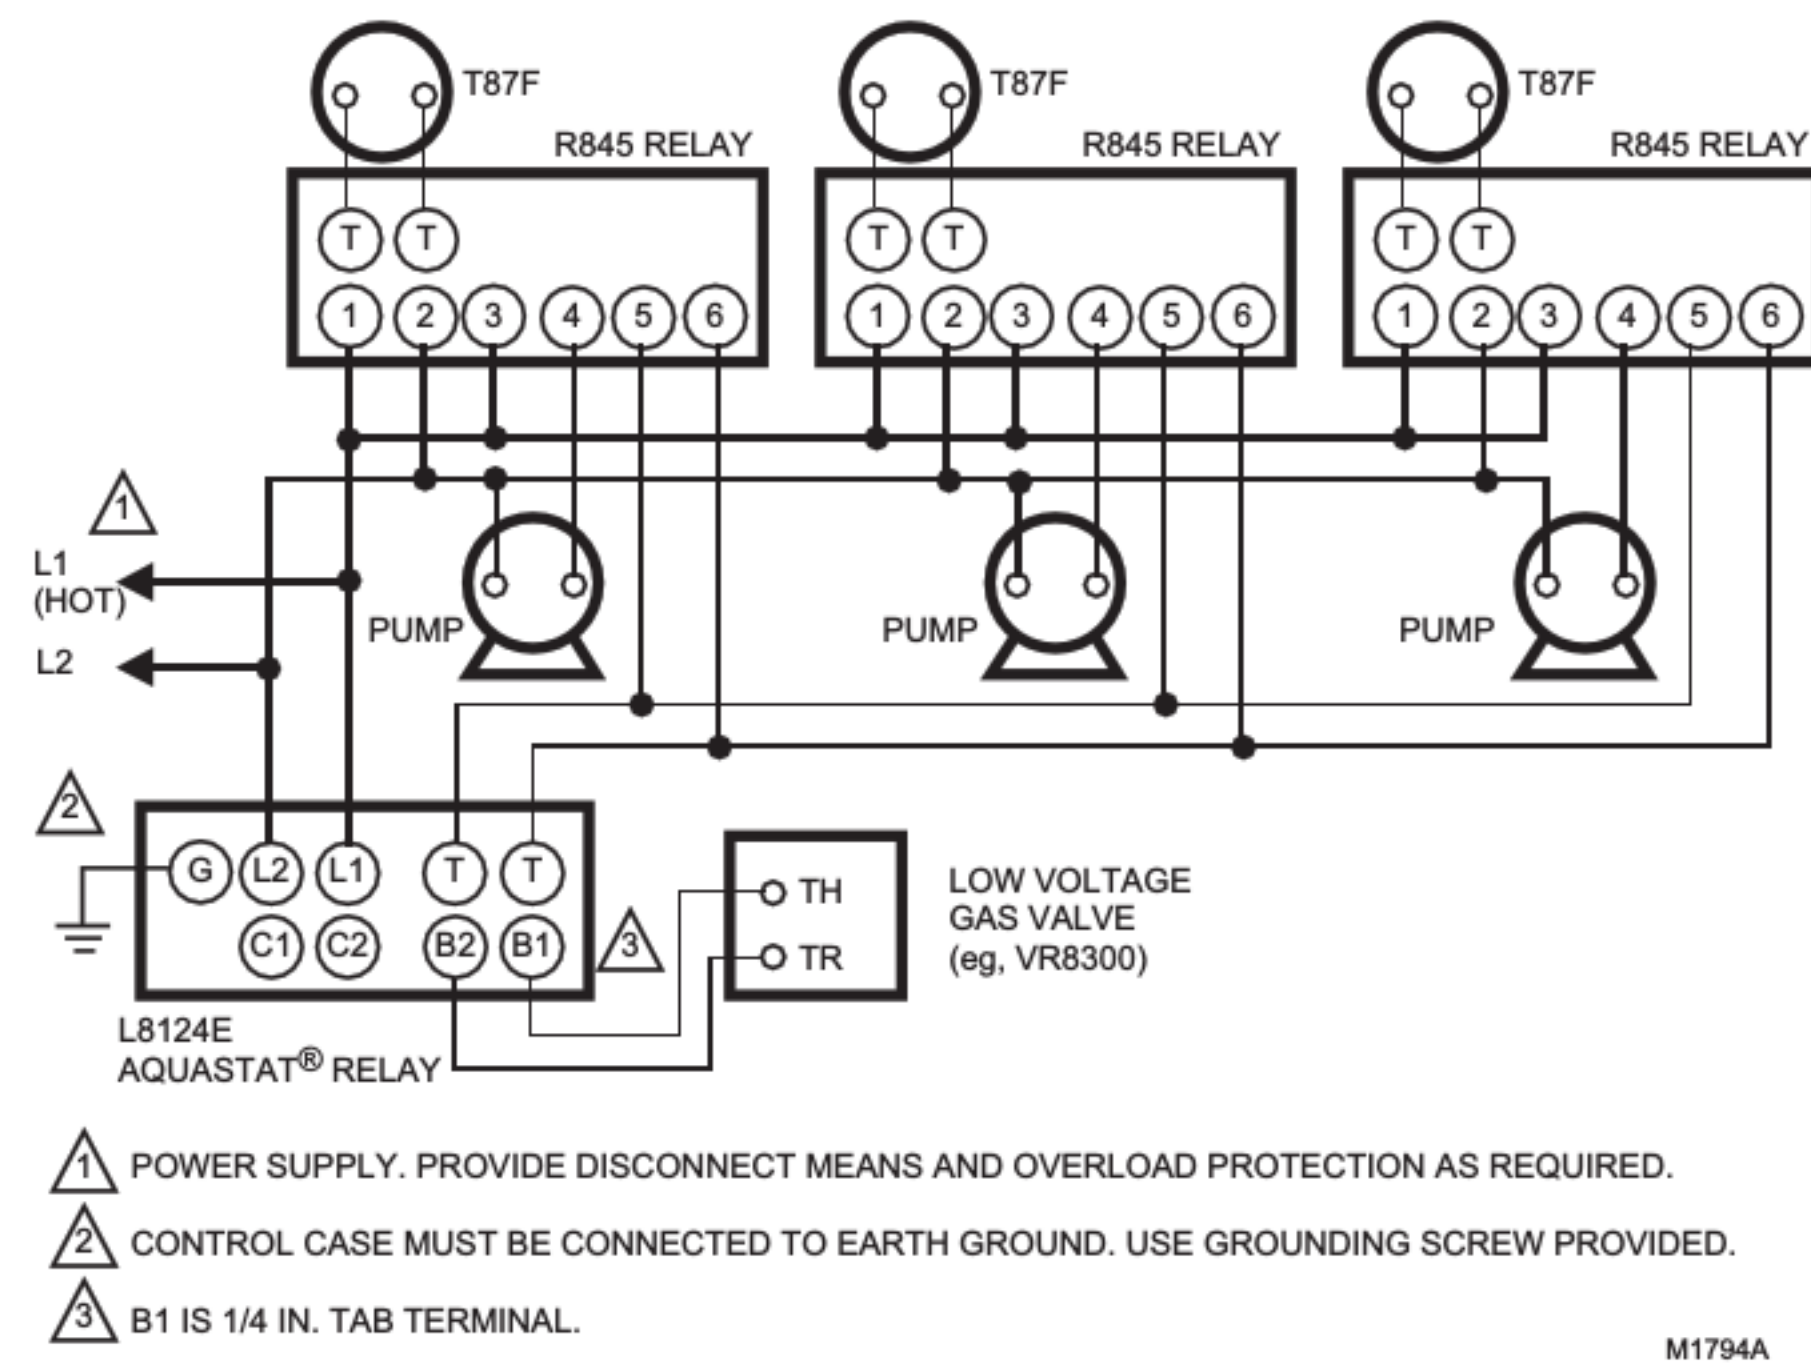 T87F T87F T87F
R845 RELAY R845 RELAY R845 RELAY
T T T T T T
1 2 3 4 5 6 1 2 3 4 5 6 1 2 3 4 5 6
1
L1
(HOT)
PUMP PUMP PUMP
L2
2
G L2 L1 T T
C1 C2 B2 B1
3
TH
TR
LOW VOLTAGE
GAS VALVE
(eg, VR8300)
L8124E
AQUASTAT® RELAY
1 POWER SUPPLY. PROVIDE DISCONNECT MEANS AND OVERLOAD PROTECTION AS REQUIRED.
2 CONTROL CASE MUST BE CONNECTED TO EARTH GROUND. USE GROUNDING SCREW PROVIDED.
3 B1 IS 1/4 IN. TAB TERMINAL.
M1794A